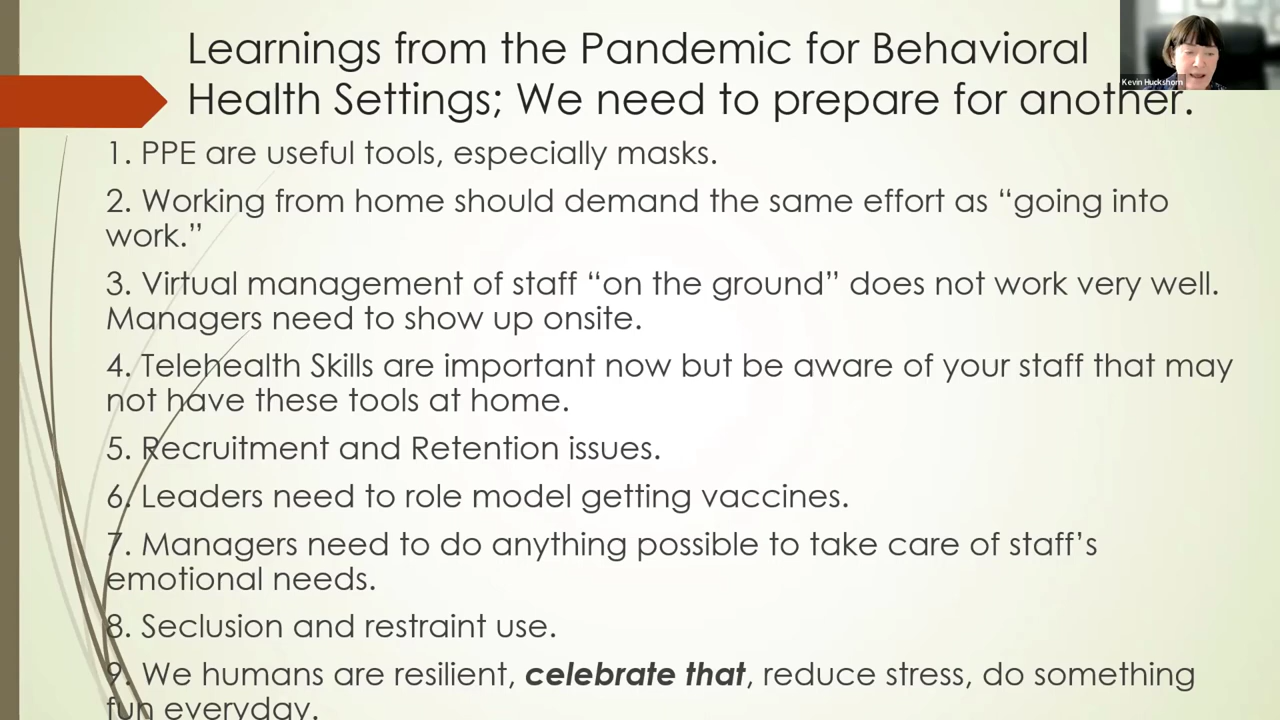 Learnings from the Pandemic for Behavioral
Health Settings; We need to prepare for another.
Kevin Huckshorn
1. PPE are useful tools, especially masks.
2. Working from home should demand the same effort as “going into
work.”
3. Virtual management of staff “on the ground” does not work very well.
Managers need to show up onsite.
4. Telehealth Skills are important now but be aware of your staff that may
not have these tools at home.
5. Recruitment and Retention issues.
6. Leaders need to role model getting vaccines.
7. Managers need to do anything possible to take care of staff’s
emotional needs.
8. Seclusion and restraint use.
9. We humans are resilient, celebrate that, reduce stress, do something
fun everyday.